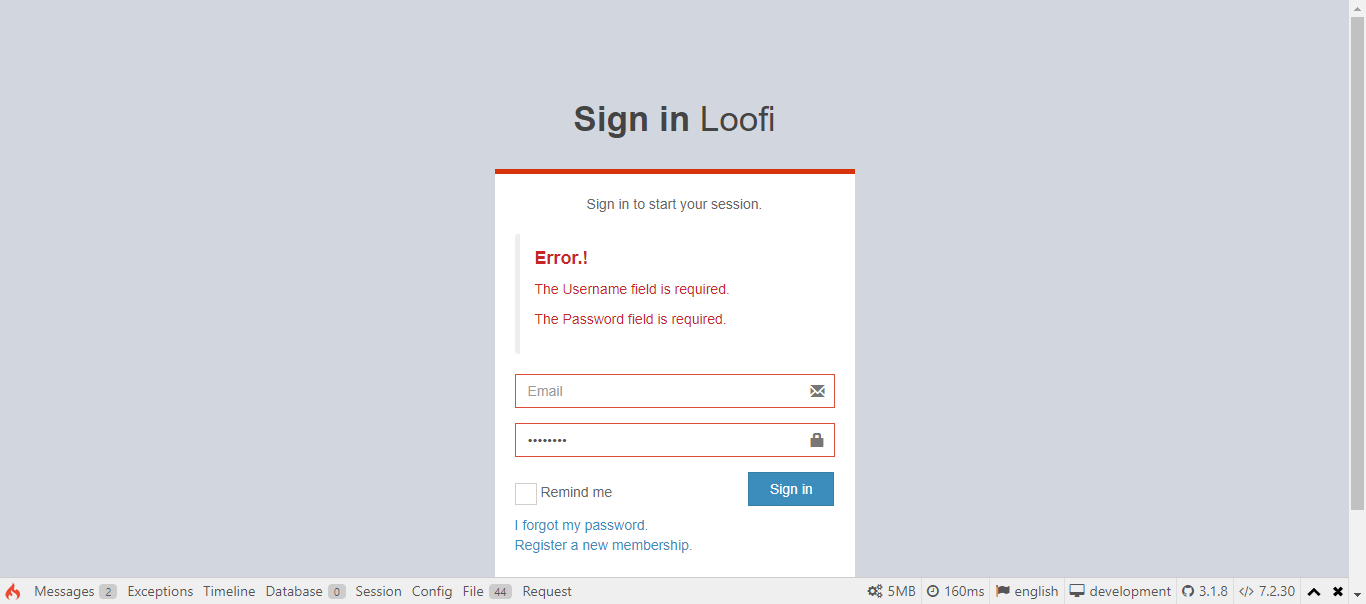 Sign in Loofi
Sign in to start your session.
Error.!
The Username field is required.
The Password field is required.
Email
••••••••
Remind me
Sign in
I forgot my password.
Register a new membership.
Messages 2 Exceptions Timeline Database 0 Session Config File 44 Request 5MB 160ms english development 3.1.8 </> 7.2.30